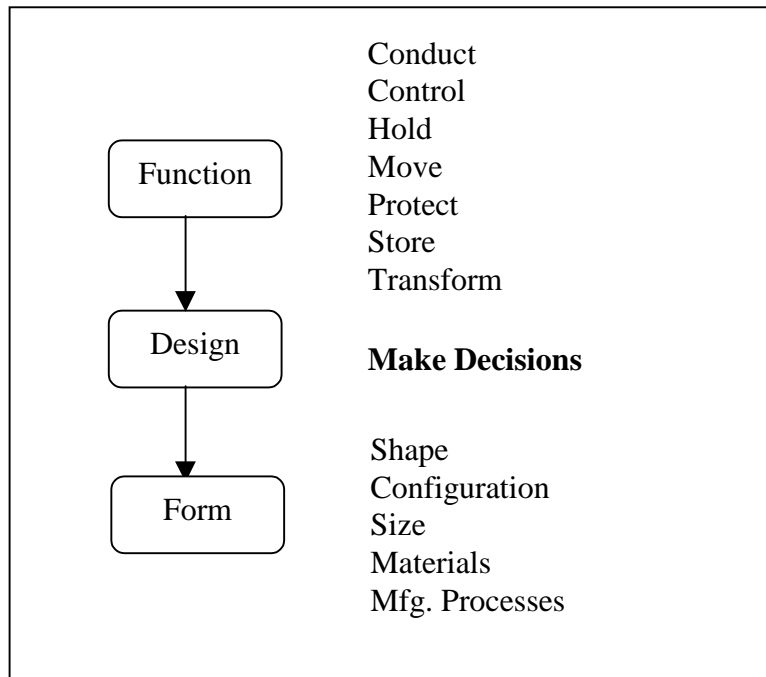 Conduct
Control
Hold
Function
Move
Protect
Store
Transform
Design
Make Decisions
Shape
Configuration
Form
Size
Materials
Mfg. Processes